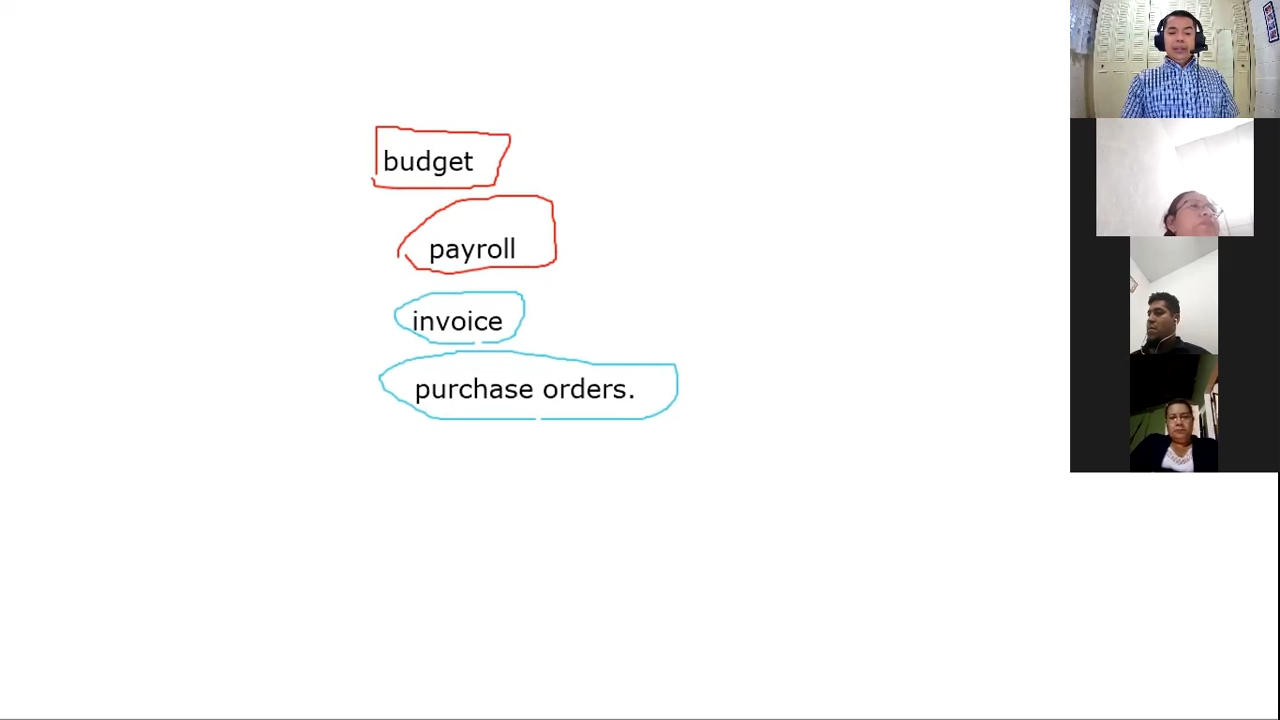 budget
payroll
invoice
purchase orders.